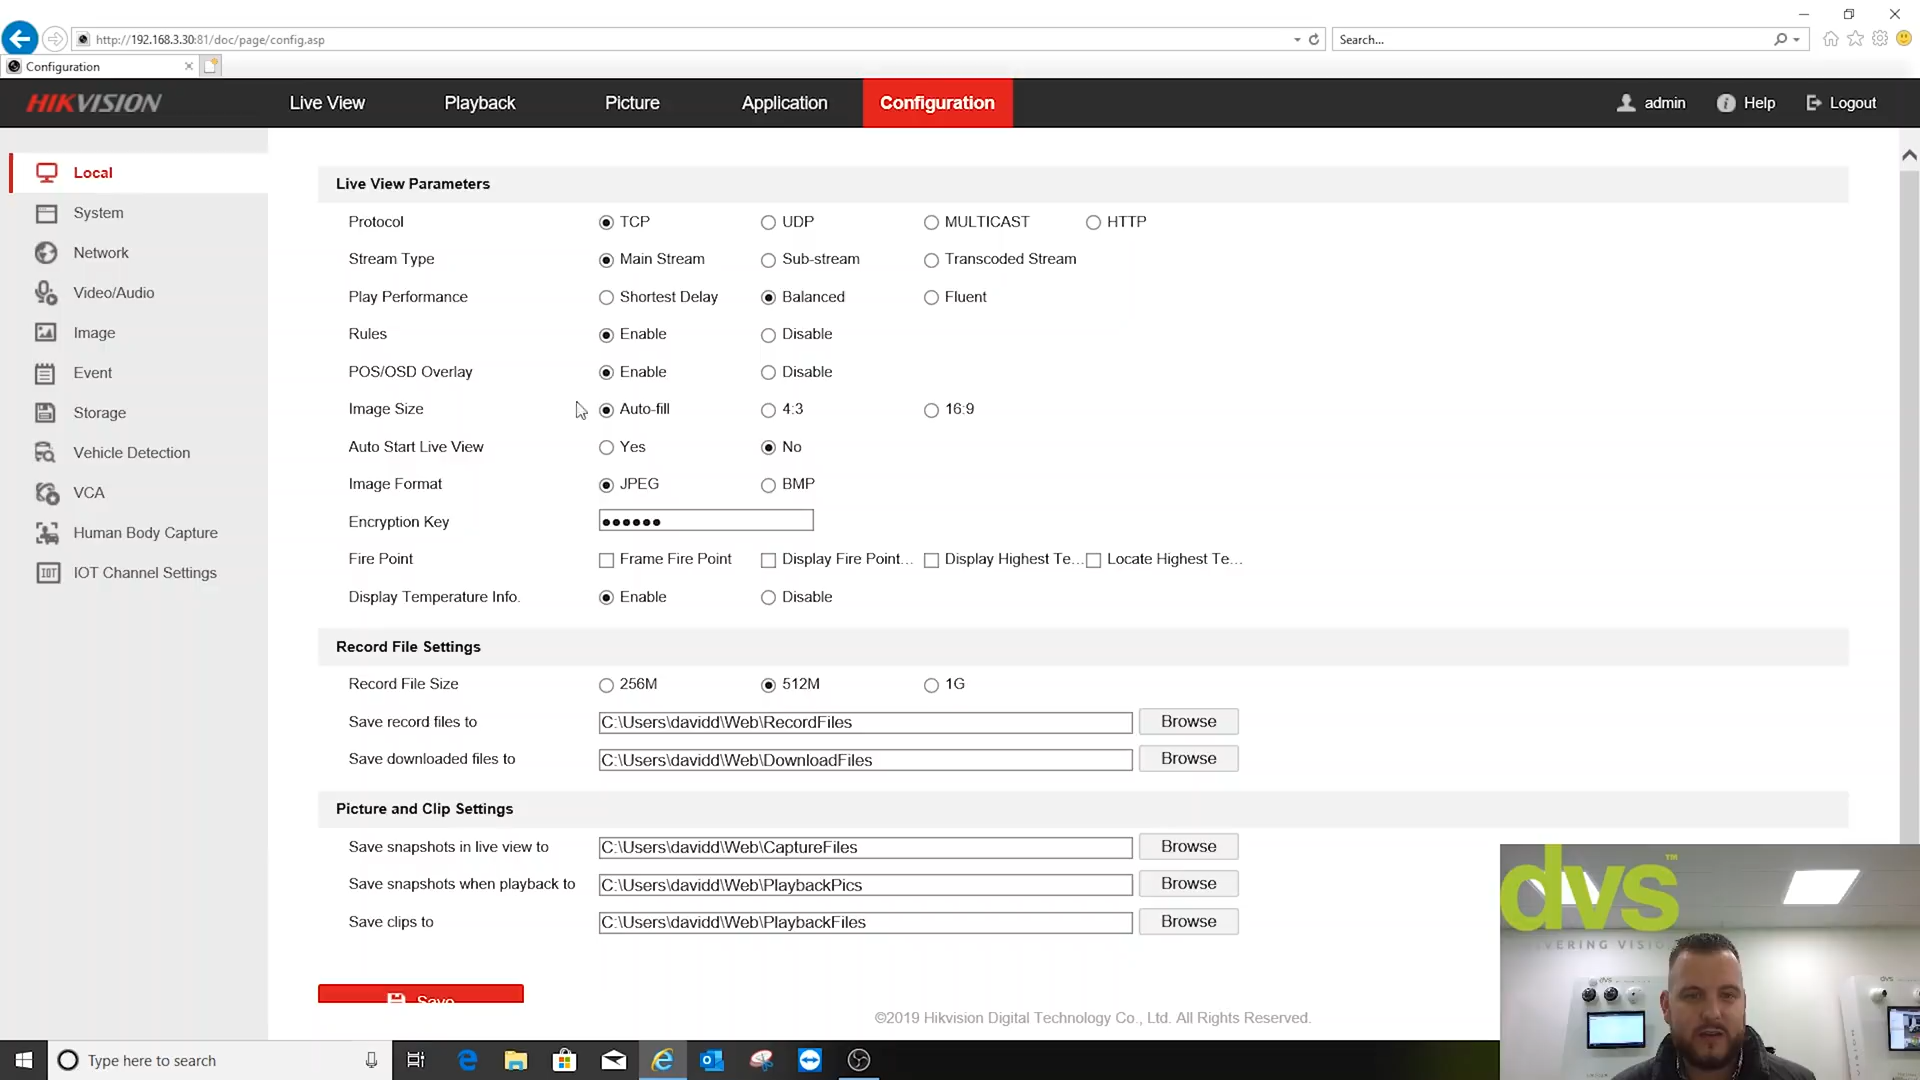 http://192.168.3.30:81/doc/page/config.asp
Search...
Configuration
HIKVISION
Live View
Playback
Picture
Application
Configuration
admin
Help
Logout
Local
System
Network
Video/Audio
Image
Event
Storage
Vehicle Detection
VCA
Human Body Capture
IOT Channel Settings
Live View Parameters
Protocol TCP UDP MULTICAST HTTP
Stream Type Main Stream Sub-stream Transcoded Stream
Play Performance Shortest Delay Balanced Fluent
Rules Enable Disable
POS/OSD Overlay Enable Disable
Image Size Auto-fill 4:3 16:9
Auto Start Live View Yes No
Image Format JPEG BMP
Encryption Key ●●●●●●
Fire Point Frame Fire Point Display Fire Point... Display Highest Te... Locate Highest Te...
Display Temperature Info. Enable Disable
Record File Settings
Record File Size 256M 512M 1G
Save record files to C:\Users\davidd\Web\RecordFiles Browse
Save downloaded files to C:\Users\davidd\Web\DownloadFiles Browse
Picture and Clip Settings
Save snapshots in live view to C:\Users\davidd\Web\CaptureFiles Browse
Save snapshots when playback to C:\Users\davidd\Web\PlaybackPics Browse
Save clips to C:\Users\davidd\Web\PlaybackFiles Browse
Save
©2019 Hikvision Digital Technology Co., Ltd. All Rights Reserved.
dvs™
Type here to search